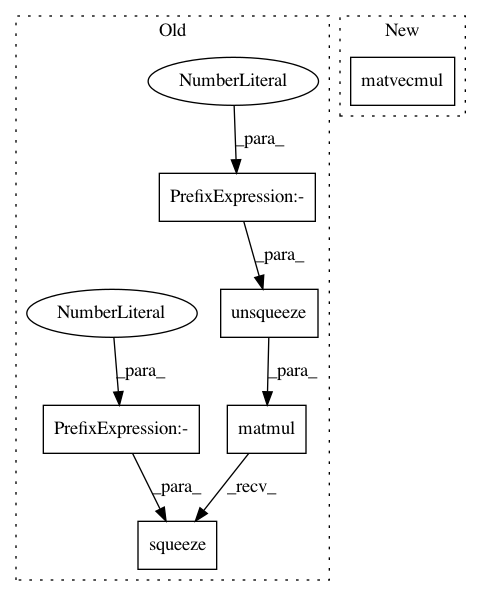 Old
New
NumberLiteral
matvecmul
_para_
PrefixExpression:-
_para_
NumberLiteral
unsqueeze
_para_
_para_
PrefixExpression:-
matmul
_para_
_recv_
squeeze